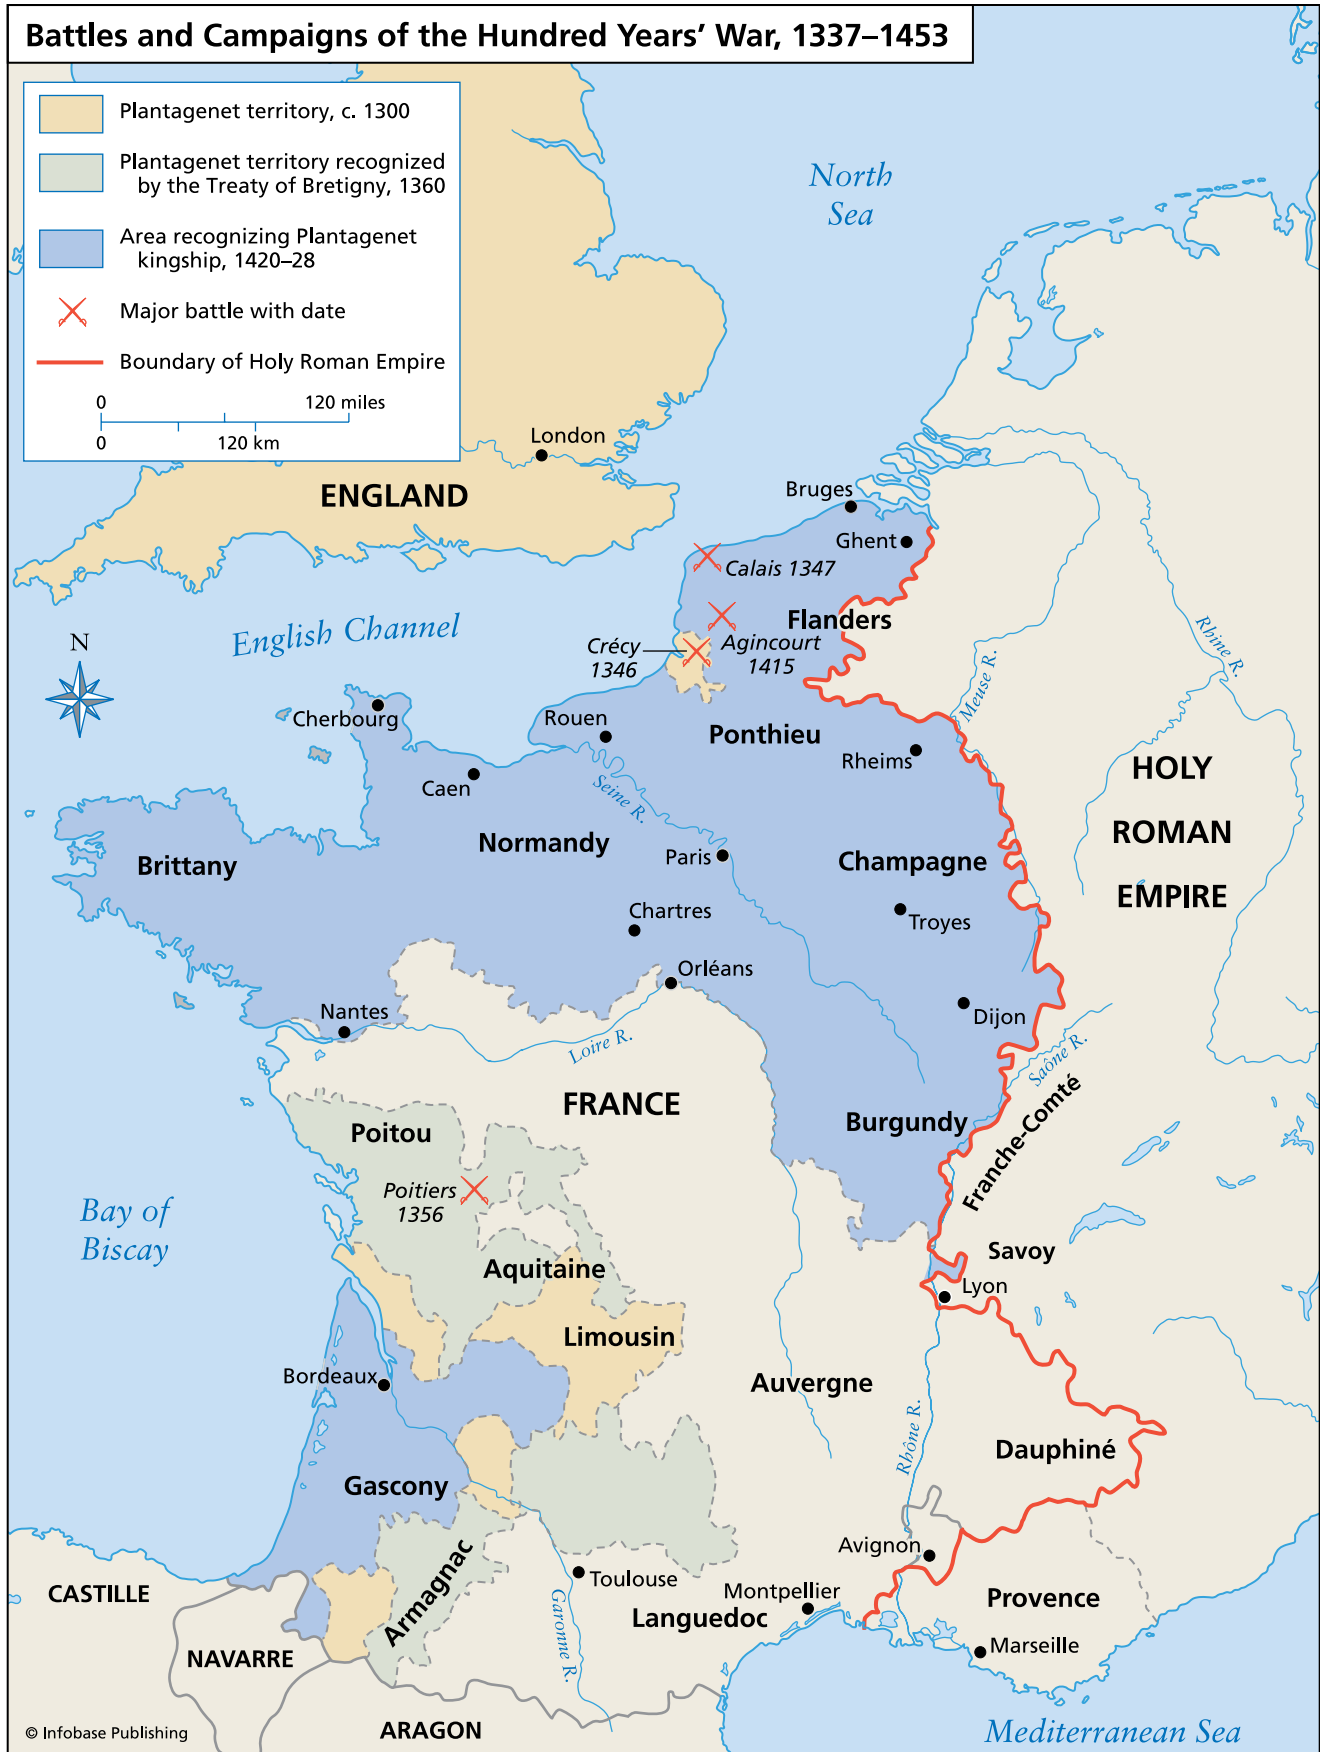 Battles and Campaigns of the Hundred Years’ War, 1337–1453
Plantagenet territory, c. 1300
Plantagenet territory recognized
by the Treaty of Bretigny, 1360
Area recognizing Plantagenet
kingship, 1420–28
Major battle with date
Boundary of Holy Roman Empire
0
120 miles
0
120 km
North
Sea
London
ENGLAND
Bruges
Ghent
Calais 1347
Flanders
English Channel
N
Crécy
1346
Agincourt
1415
Rhine R.
Meuse R.
Cherbourg
Rouen
Ponthieu
Rheims
Caen
Seine R.
HOLY
ROMAN
EMPIRE
Normandy
Brittany
Paris
Champagne
Chartres
Troyes
Orléans
Nantes
Dijon
Loire R.
Saône R.
FRANCE
Poitou
Burgundy
Franche-Comté
Poitiers
1356
Bay of
Biscay
Savoy
Aquitaine
Lyon
Limousin
Bordeaux
Auvergne
Rhône R.
Dauphiné
Gascony
Avignon
Armagnac
CASTILLE
Toulouse
Montpellier
Garonne R.
Languedoc
Provence
NAVARRE
Marseille
ARAGON
© Infobase Publishing
Mediterranean Sea